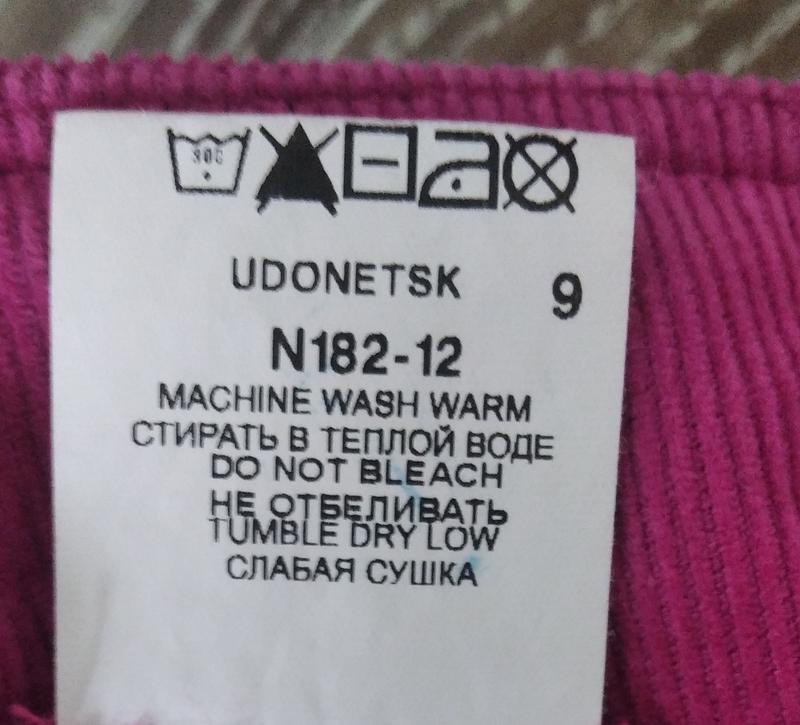 30C
UDONETSK 9
N182-12
MACHINE WASH WARM
СТИРАТЬ В ТЕПЛОЙ ВОДЕ
DO NOT BLEACH
НЕ ОТБЕЛИВАТЬ
TUMBLE DRY LOW
СЛАБАЯ СУШКА